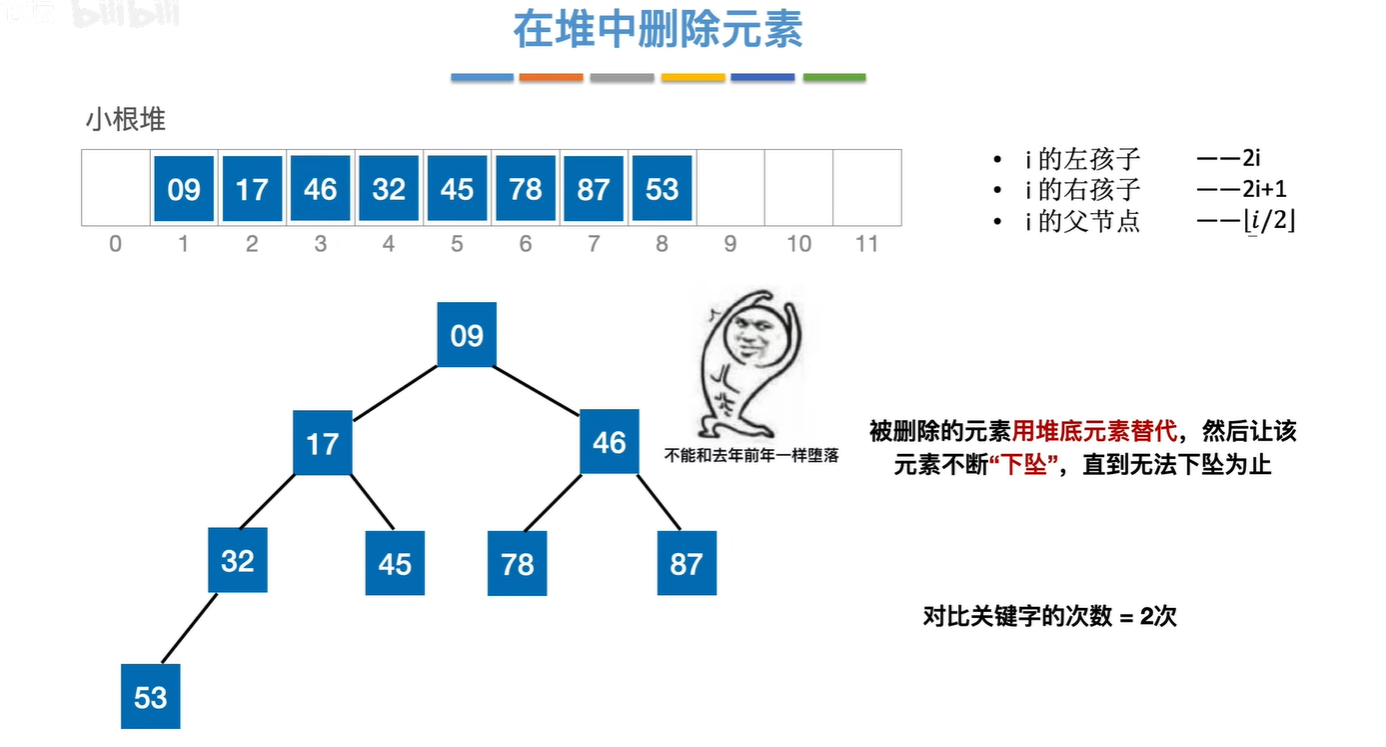 bilibili
在堆中删除元素
小根堆
09 17 46 32 45 78 87 53
0 1 2 3 4 5 6 7 8 9 10 11
• i 的左孩子 ——2i
• i 的右孩子 ——2i+1
• i 的父节点 ——⌊i/2⌋
09
17 46
不能和去年前年一样堕落
被删除的元素用堆底元素替代，然后让该
元素不断“下坠”，直到无法下坠为止
32 45 78 87
对比关键字的次数 = 2次
53